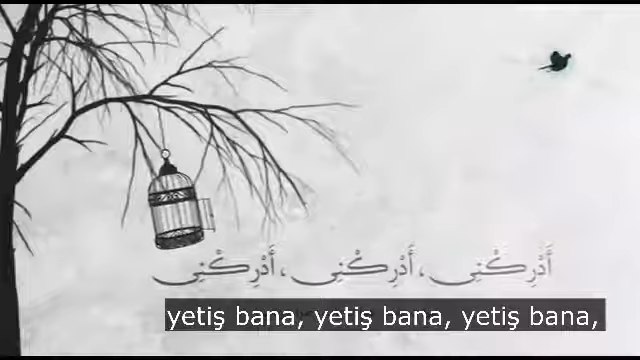 أَدْرِكْنِى، أَدْرِكْنِى، أَدْرِكْنِى
yetiş bana, yetiş bana, yetiş bana,